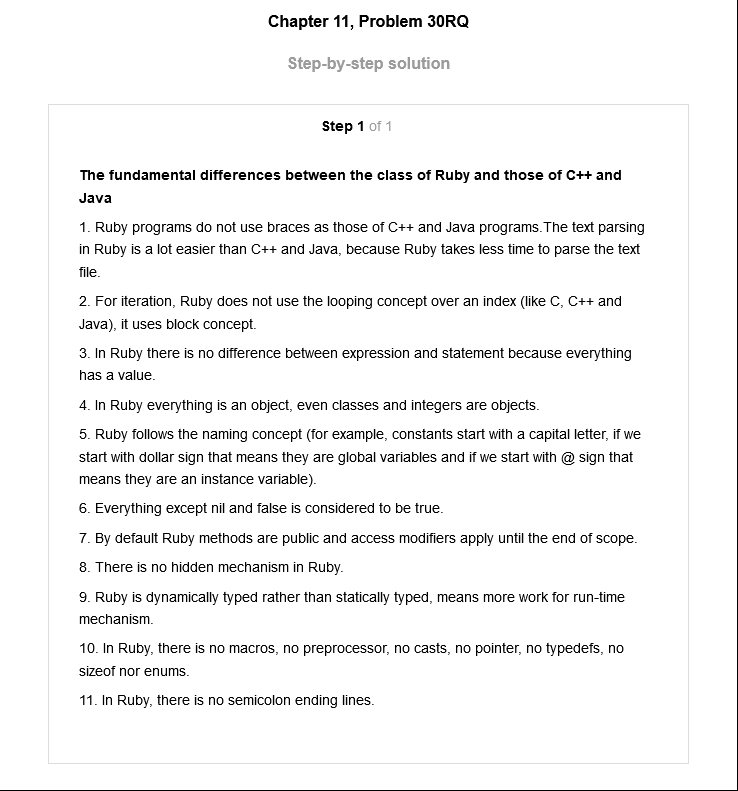 Chapter 11, Problem 30RQ
Step-by-step solution
Step 1 of 1
The fundamental differences between the class of Ruby and those of C++ and
Java
1. Ruby programs do not use braces as those of C++ and Java programs.The text parsing
in Ruby is a lot easier than C++ and Java, because Ruby takes less time to parse the text
file.
2. For iteration, Ruby does not use the looping concept over an index (like C, C++ and
Java), it uses block concept.
3. In Ruby there is no difference between expression and statement because everything
has a value.
4. In Ruby everything is an object, even classes and integers are objects.
5. Ruby follows the naming concept (for example, constants start with a capital letter, if we
start with dollar sign that means they are global variables and if we start with @ sign that
means they are an instance variable).
6. Everything except nil and false is considered to be true.
7. By default Ruby methods are public and access modifiers apply until the end of scope.
8. There is no hidden mechanism in Ruby.
9. Ruby is dynamically typed rather than statically typed, means more work for run-time
mechanism.
10. In Ruby, there is no macros, no preprocessor, no casts, no pointer, no typedefs, no
sizeof nor enums.
11. In Ruby, there is no semicolon ending lines.